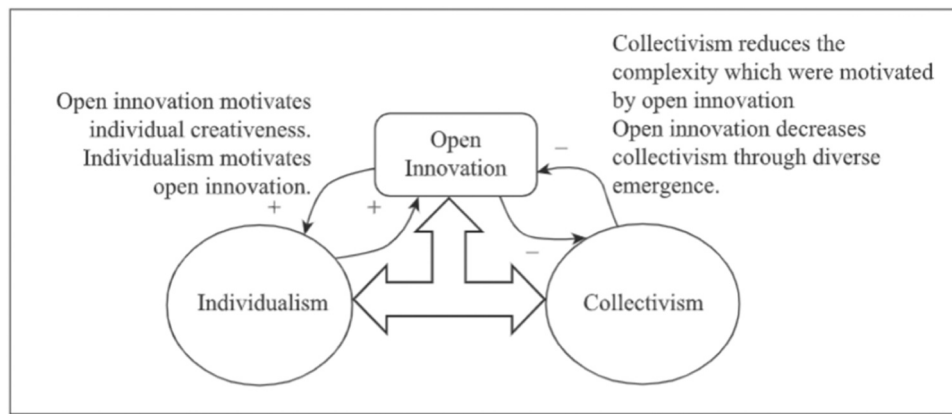 Open innovation motivates
individual creativeness.
Individualism motivates
open innovation.
Collectivism reduces the
complexity which were motivated
by open innovation
Open innovation decreases
collectivism through diverse
emergence.
Open
Innovation
+
+
−
−
Individualism
Collectivism